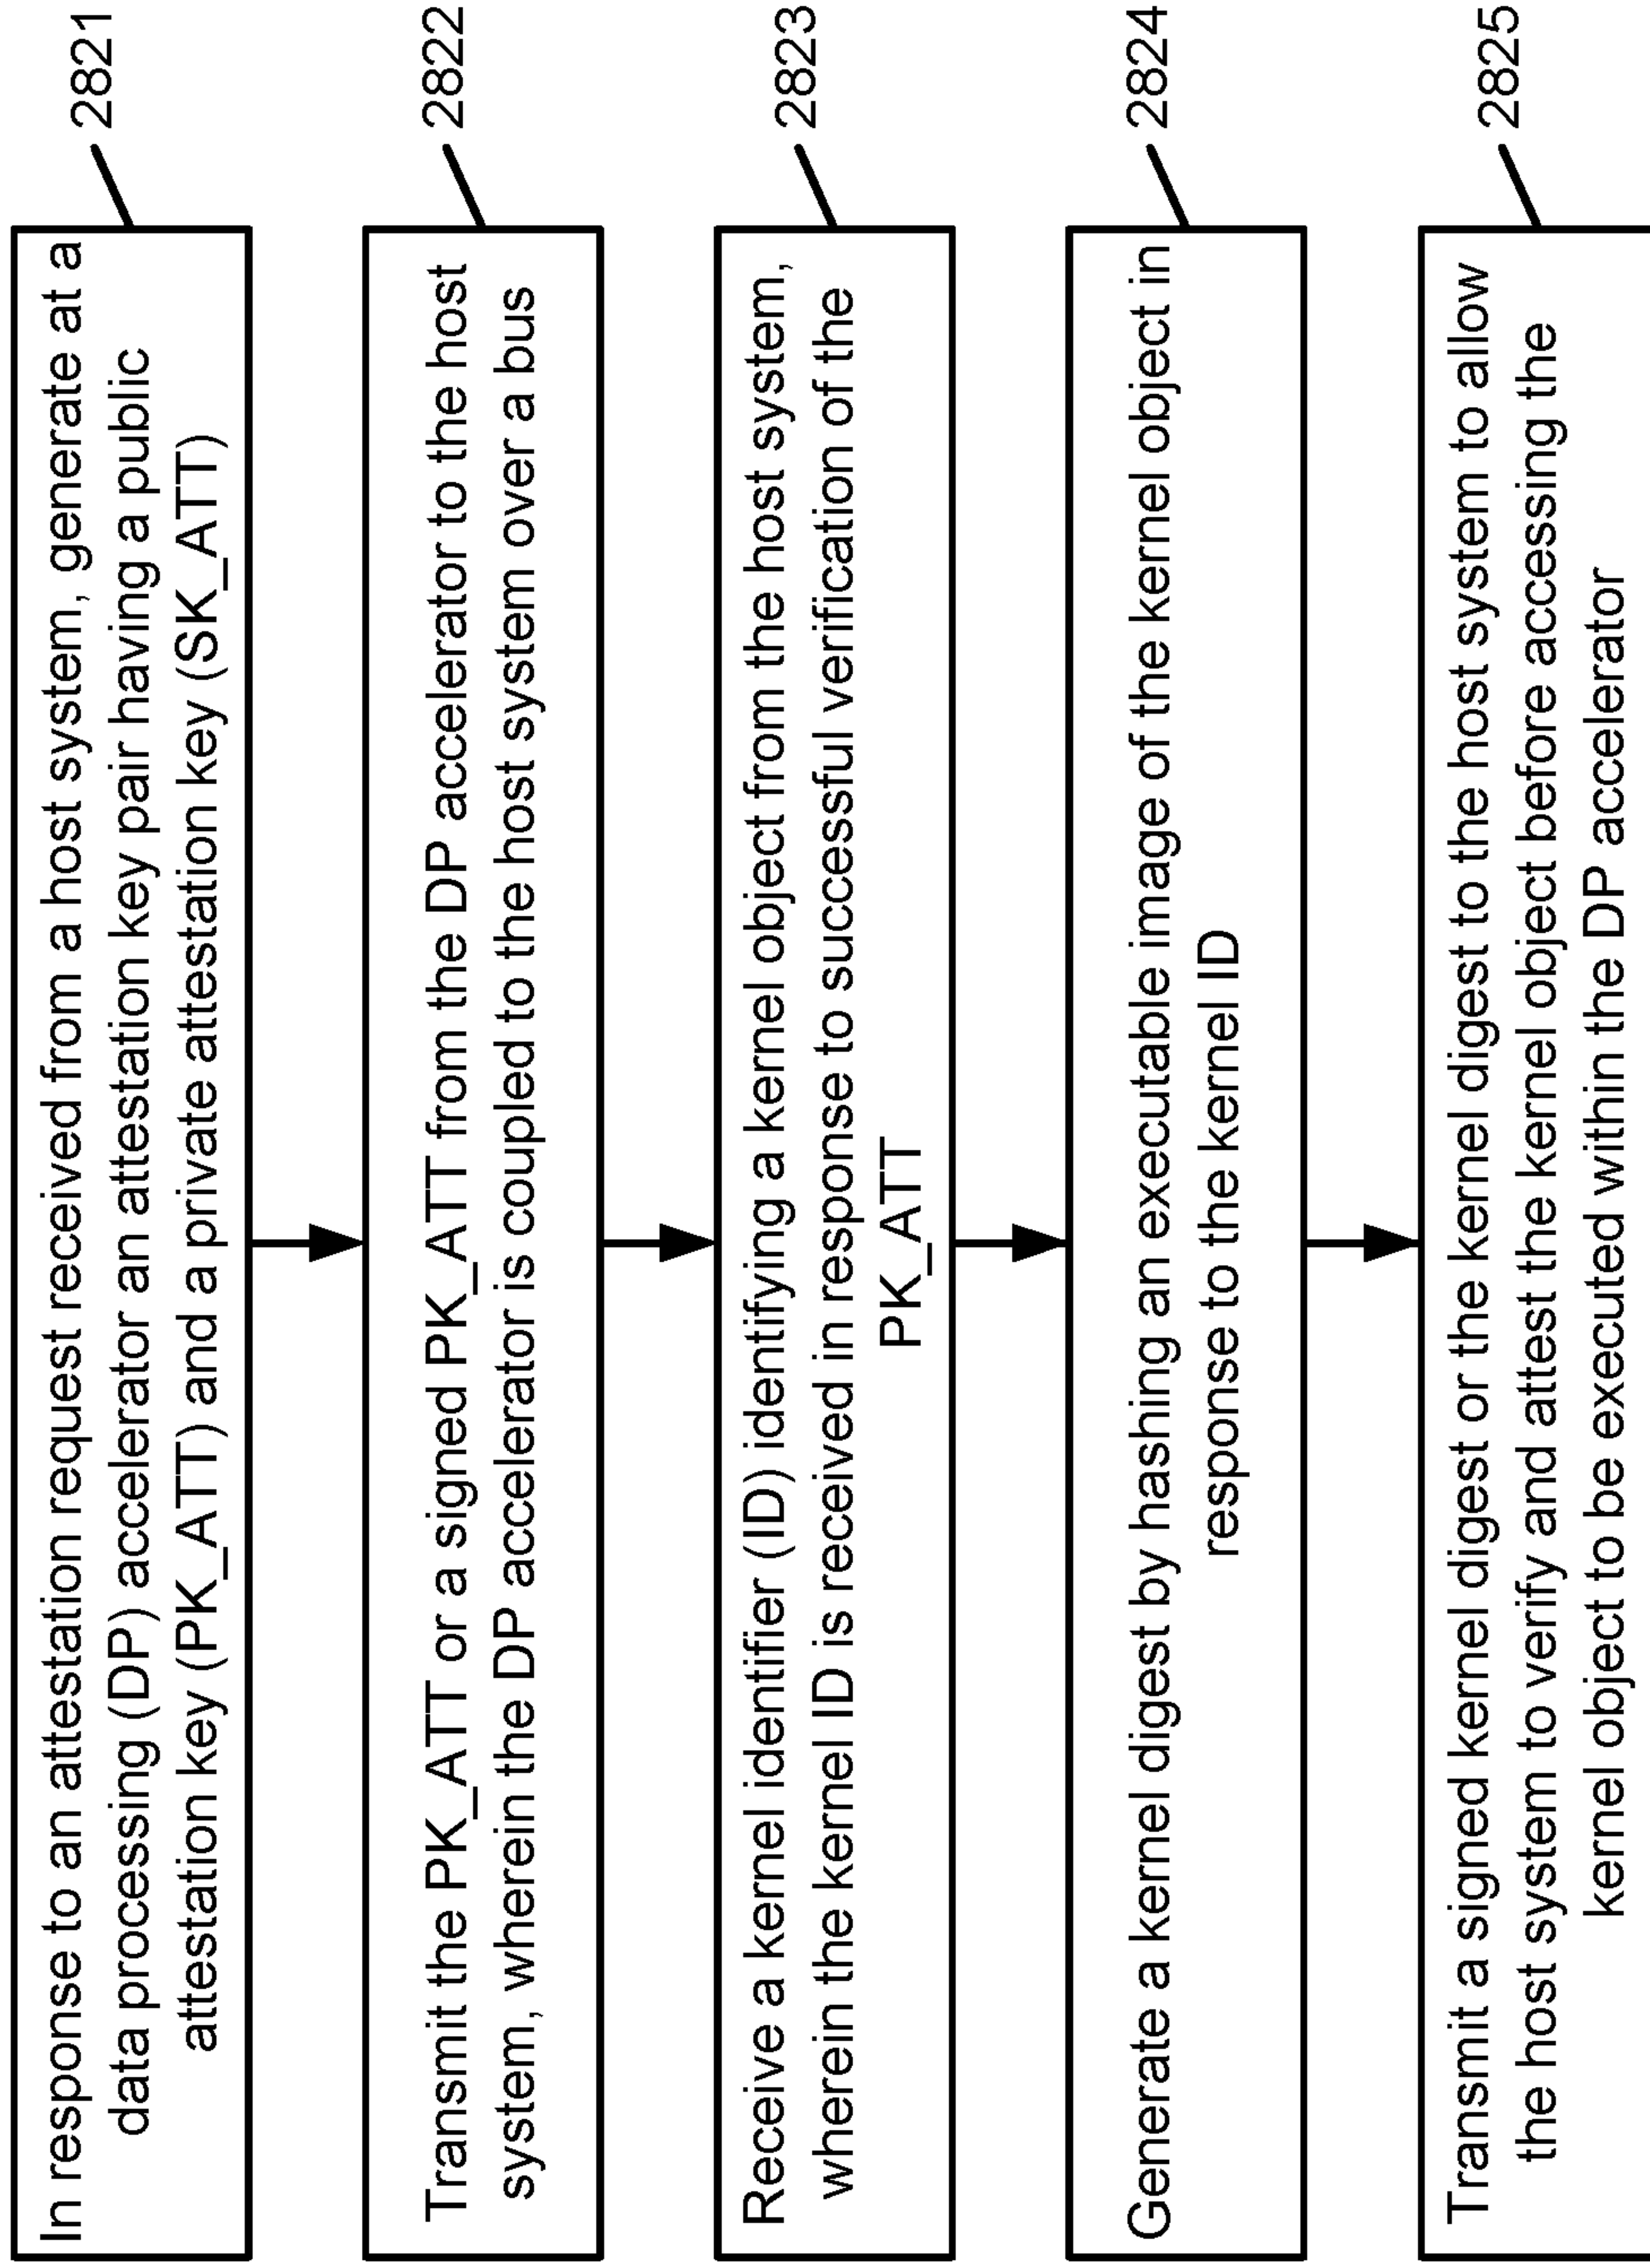 In response to an attestation request received from a host system, generate at a
data processing (DP) accelerator an attestation key pair having a public
attestation key (PK_ATT) and a private attestation key (SK_ATT)
2821
Transmit the PK_ATT or a signed PK_ATT from the DP accelerator to the host
system, wherein the DP accelerator is coupled to the host system over a bus
2822
Receive a kernel identifier (ID) identifying a kernel object from the host system,
wherein the kernel ID is received in response to successful verification of the
PK_ATT
2823
Generate a kernel digest by hashing an executable image of the kernel object in
response to the kernel ID
2824
Transmit a signed kernel digest or the kernel digest to the host system to allow
the host system to verify and attest the kernel object before accessing the
kernel object to be executed within the DP accelerator
2825